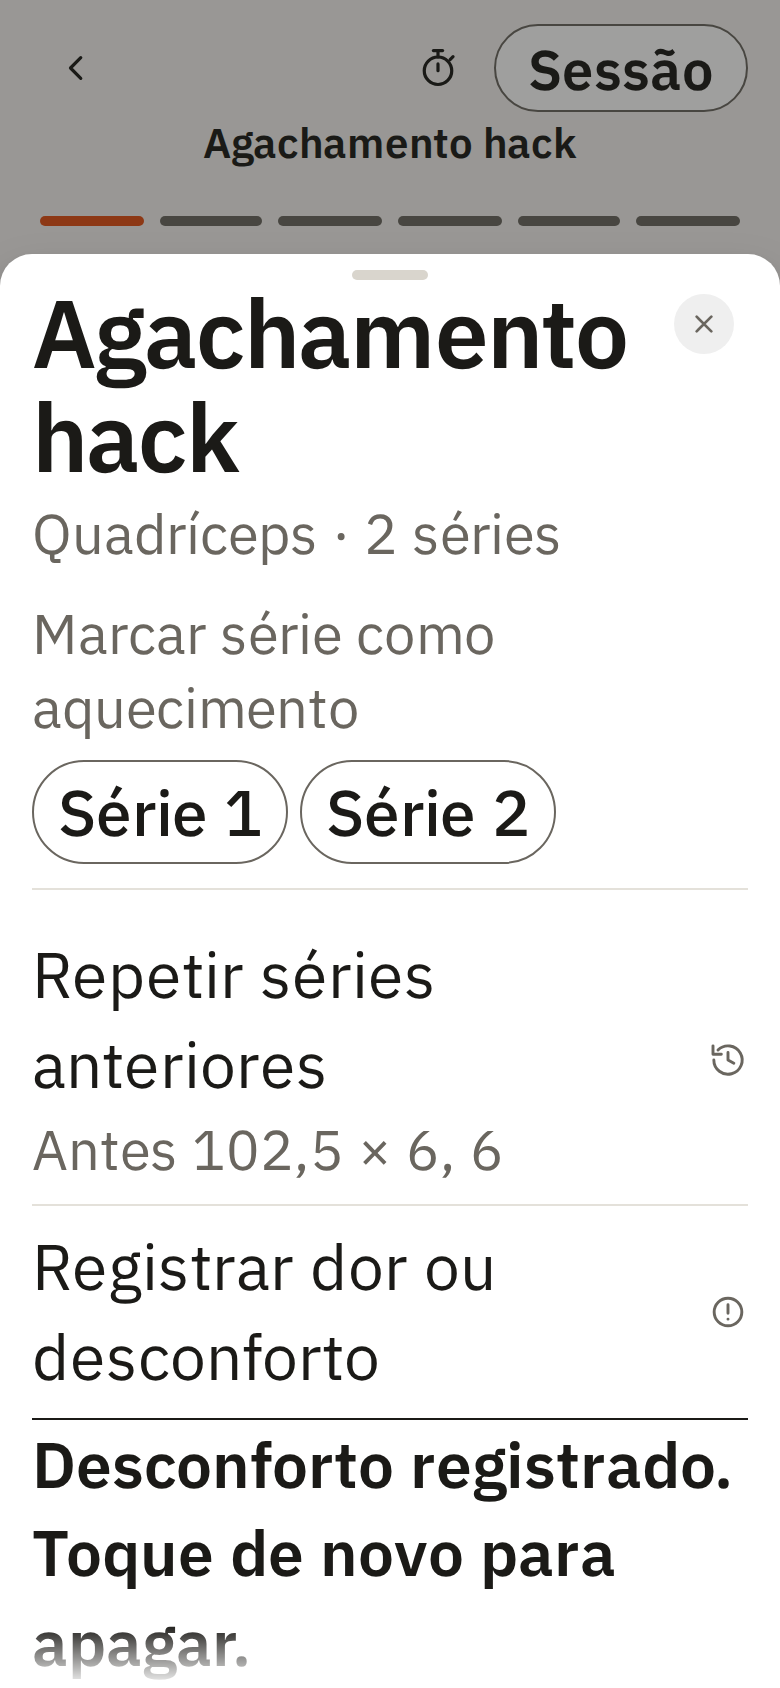 Sessão
Agachamento hack
Agachamento
hack
Quadríceps · 2 séries
Marcar série como
aquecimento
Série 1
Série 2
Repetir séries
anteriores
Antes 102,5 × 6, 6
Registrar dor ou
desconforto
Desconforto registrado.
Toque de novo para
apagar.